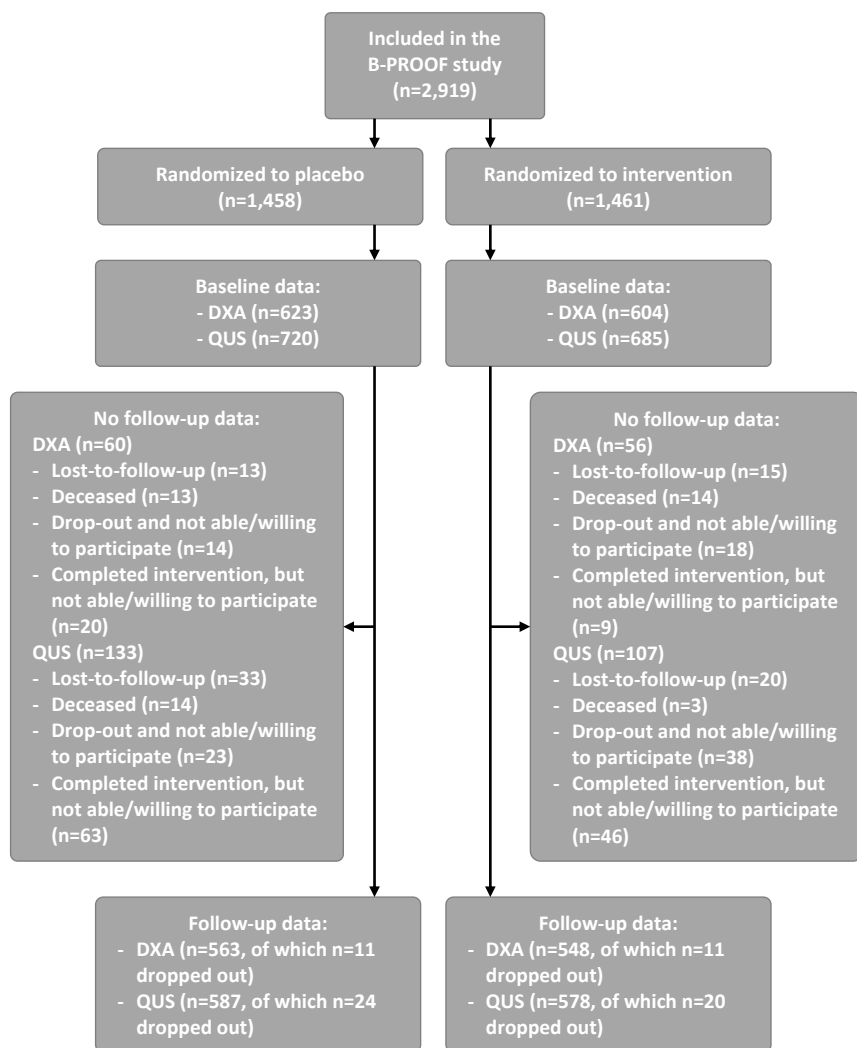 Included in the
B-PROOF study
(n=2,919)
Randomized to placebo
(n=1,458)
Randomized to intervention
(n=1,461)
Baseline data:
- DXA (n=623)
- QUS (n=720)
Baseline data:
- DXA (n=604)
- QUS (n=685)
No follow-up data:
DXA (n=60)
- Lost-to-follow-up (n=13)
- Deceased (n=13)
- Drop-out and not able/willing
to participate (n=14)
- Completed intervention, but
not able/willing to participate
(n=20)
QUS (n=133)
- Lost-to-follow-up (n=33)
- Deceased (n=14)
- Drop-out and not able/willing
to participate (n=23)
- Completed intervention, but
not able/willing to participate
(n=63)
No follow-up data:
DXA (n=56)
- Lost-to-follow-up (n=15)
- Deceased (n=14)
- Drop-out and not able/willing
to participate (n=18)
- Completed intervention, but
not able/willing to participate
(n=9)
QUS (n=107)
- Lost-to-follow-up (n=20)
- Deceased (n=3)
- Drop-out and not able/willing
to participate (n=38)
- Completed intervention, but
not able/willing to participate
(n=46)
Follow-up data:
- DXA (n=563, of which n=11
dropped out)
- QUS (n=587, of which n=24
dropped out)
Follow-up data:
- DXA (n=548, of which n=11
dropped out)
- QUS (n=578, of which n=20
dropped out)